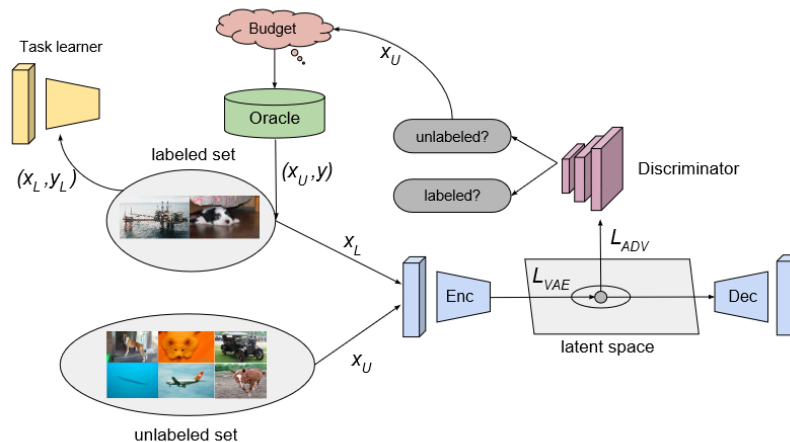 Budget
Task learner
x_U
Oracle
unlabeled?
labeled set
(x_L, y_L)
(x_U, y)
Discriminator
labeled?
x_L
L_ADV
L_VAE
Enc
Dec
latent space
x_U
unlabeled set